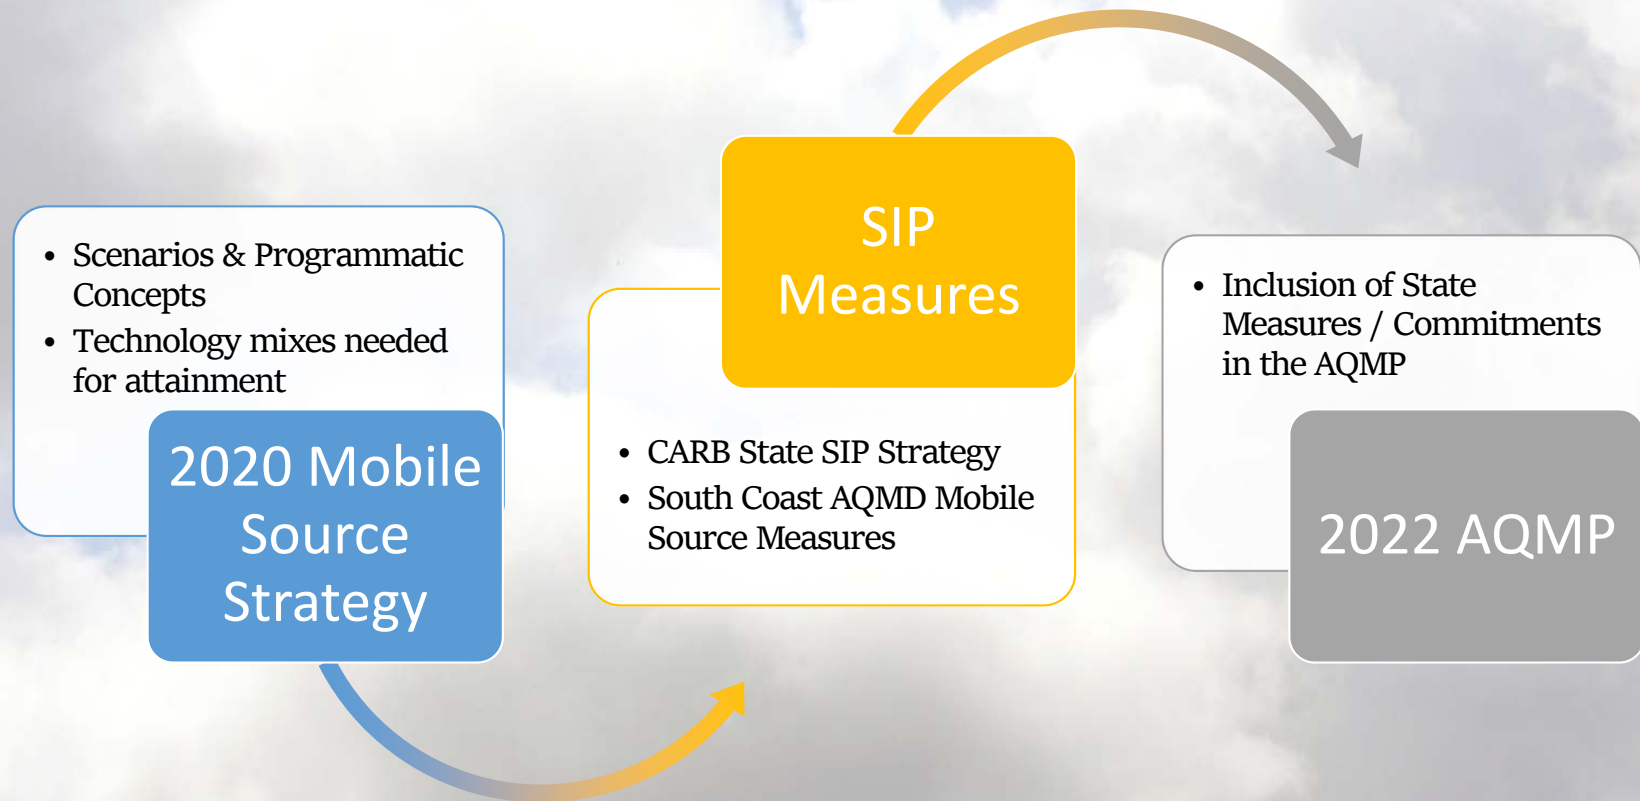 • Scenarios & Programmatic
Concepts
• Technology mixes needed
for attainment
2020 Mobile
Source
Strategy
SIP
Measures
• CARB State SIP Strategy
• South Coast AQMD Mobile
Source Measures
• Inclusion of State
Measures / Commitments
in the AQMP
2022 AQMP